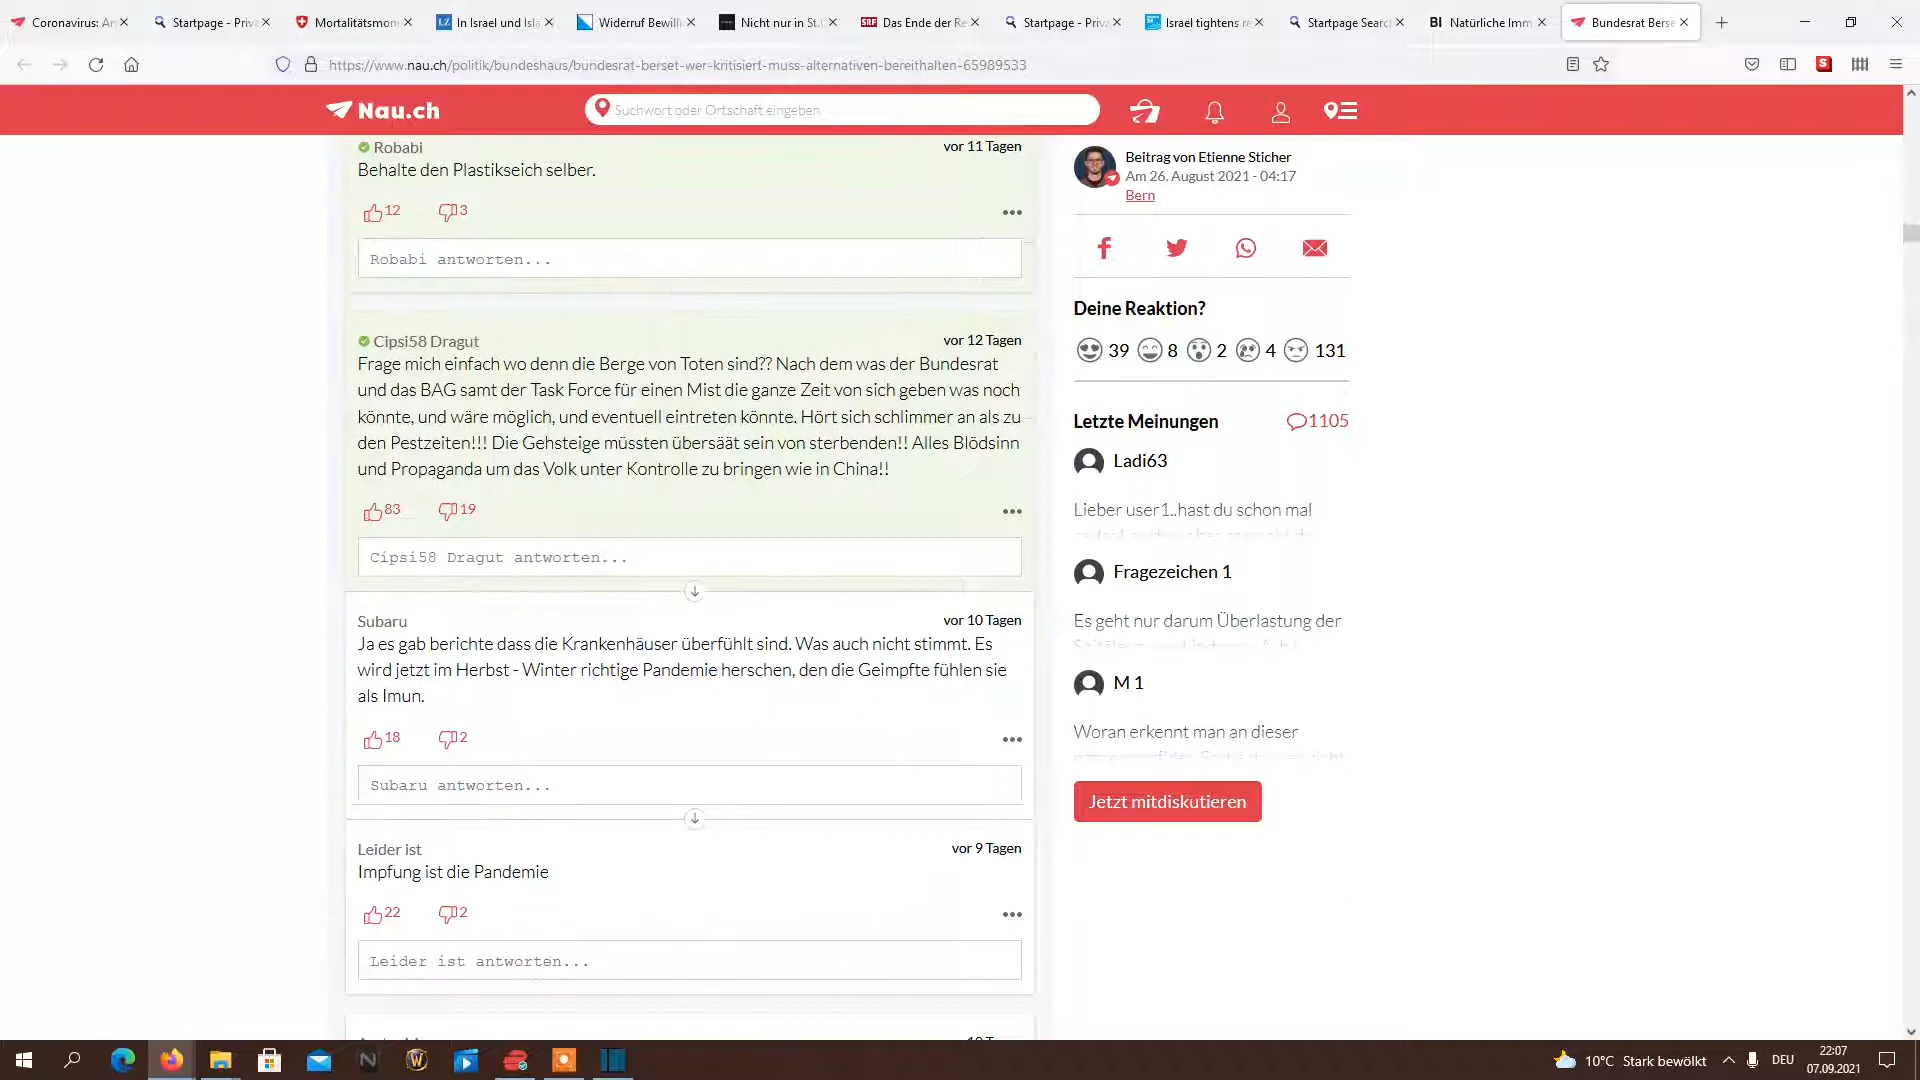 Coronavirus: An
Startpage - Priva
Mortalitätsmon
In Israel und Isla
Widerruf Bewilli
Nicht nur in St.G
SRF
Das Ende der Re
Startpage - Priva
Israel tightens re
Startpage Search
BI
Natürliche Imm
Bundesrat Berse
https://www.nau.ch/politik/bundeshaus/bundesrat-berset-wer-kritisiert-muss-alternativen-bereithalten-65989533
Nau.ch
Suchwort oder Ortschaft eingeben
Robabi
vor 11 Tagen
Behalte den Plastikseich selber.
12
3
Robabi antworten...
Cipsi58 Dragut
vor 12 Tagen
Frage mich einfach wo denn die Berge von Toten sind?? Nach dem was der Bundesrat
und das BAG samt der Task Force für einen Mist die ganze Zeit von sich geben was noch
könnte, und wäre möglich, und eventuell eintreten könnte. Hört sich schlimmer an als zu
den Pestzeiten!!! Die Gehsteige müssten übersäät sein von sterbenden!! Alles Blödsinn
und Propaganda um das Volk unter Kontrolle zu bringen wie in China!!
83
19
Cipsi58 Dragut antworten...
Subaru
vor 10 Tagen
Ja es gab berichte dass die Krankenhäuser überfühlt sind. Was auch nicht stimmt. Es
wird jetzt im Herbst - Winter richtige Pandemie herschen, den die Geimpfte fühlen sie
als Imun.
18
2
Subaru antworten...
Leider ist
vor 9 Tagen
Impfung ist die Pandemie
22
2
Leider ist antworten...
Beitrag von Etienne Sticher
Am 26. August 2021 - 04:17
Bern
Deine Reaktion?
39
8
2
4
131
Letzte Meinungen
1105
Ladi63
Lieber user1..hast du schon mal
Fragezeichen 1
Es geht nur darum Überlastung der
M 1
Woran erkennt man an dieser
Jetzt mitdiskutieren
10°C Stark bewölkt
DEU
22:07
07.09.2021